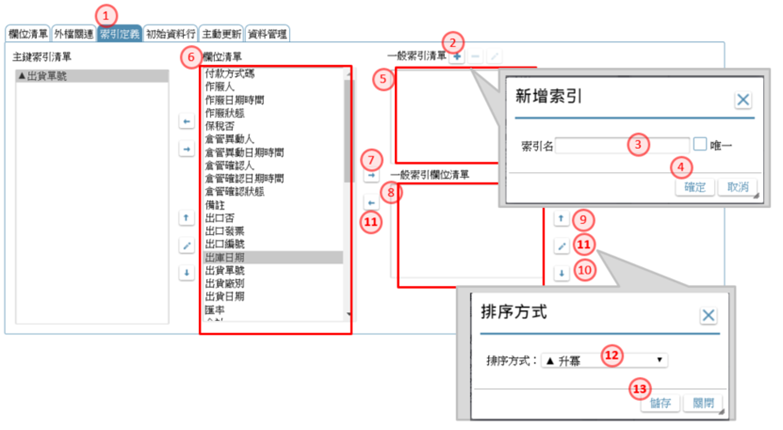 1
欄位清單 外檔關連 索引定義 初始資料行 主動更新 資料管理
主鍵索引清單
▲出貨單號
6 欄位清單
付款方式碼
作廢人
作廢日期時間
作廢狀態
保稅否
倉管異動人
倉管異動日期時間
倉管確認人
倉管確認日期時間
倉管確認狀態
備註
出口否
出口發票
出口編號
出庫日期
出貨單號
出貨廠別
出貨日期
匯率
7
11
一般索引清單 2
5
一般索引欄位清單
8
9
11
10
新增索引
索引名 3 唯一
4
確定 取消
排序方式
排序方式： ▲ 升冪 12
13
儲存 關閉